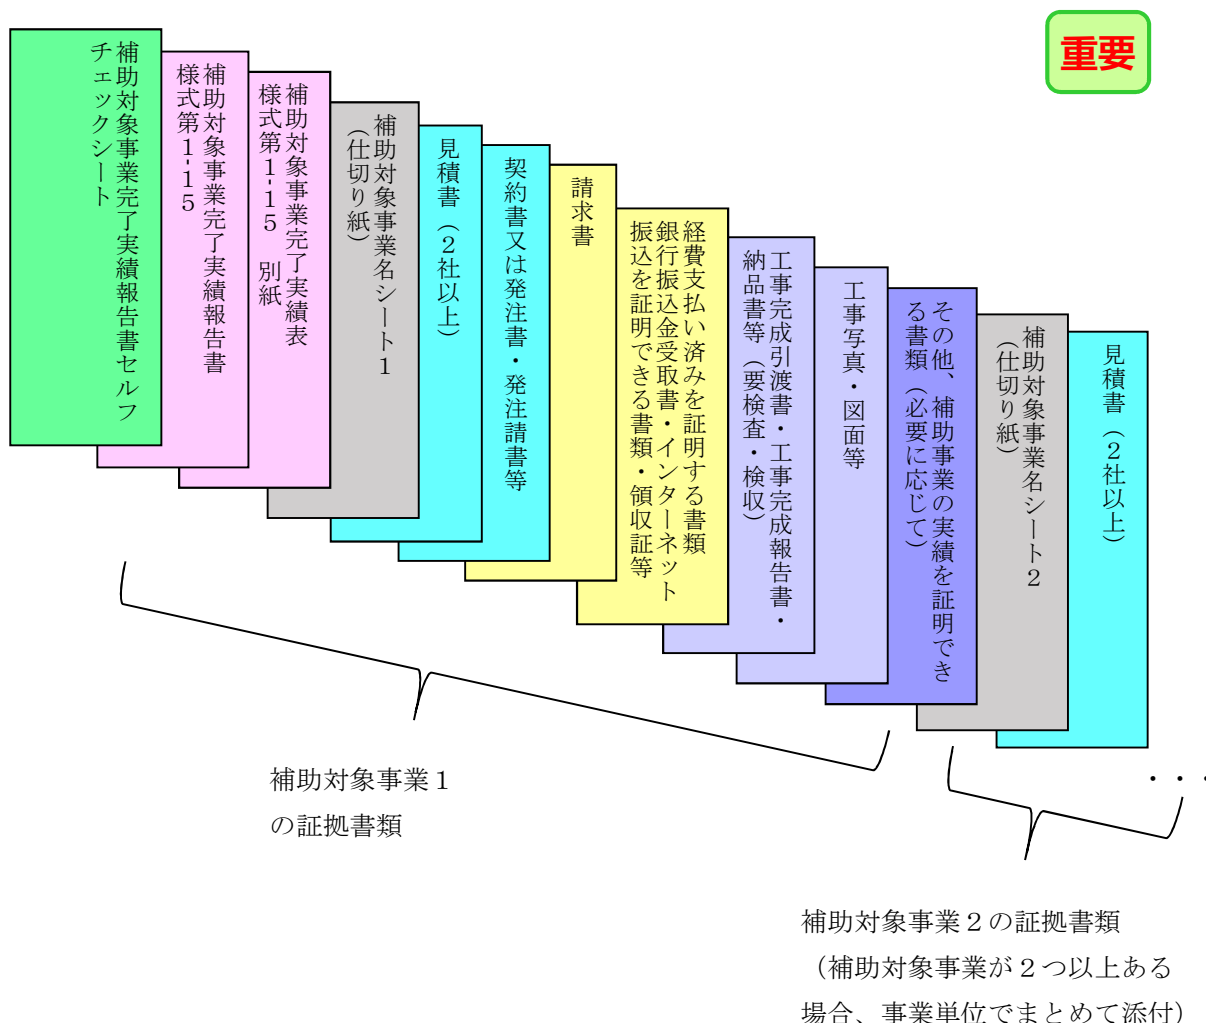 重要
補助対象事業完了実績報告書セルフ
チェックシート
補助対象事業完了実績報告書
様式第1-15
補助対象事業完了実績表
様式第1-15　別紙
補助対象事業名シート1
（仕切り紙）
見積書（2社以上）
契約書又は発注書・発注請書等
請求書
経費支払い済みを証明する書類
銀行振込金受取書・インターネット
振込を証明できる書類・領収証等
工事完成引渡書・工事完成報告書・
納品書等（要検査・検収）
工事写真・図面等
その他、補助事業の実績を証明でき
る書類（必要に応じて）
補助対象事業名シート2
（仕切り紙）
見積書（2社以上）
・・・
補助対象事業１
の証拠書類
補助対象事業２の証拠書類
（補助対象事業が２つ以上ある
場合、事業単位でまとめて添付）